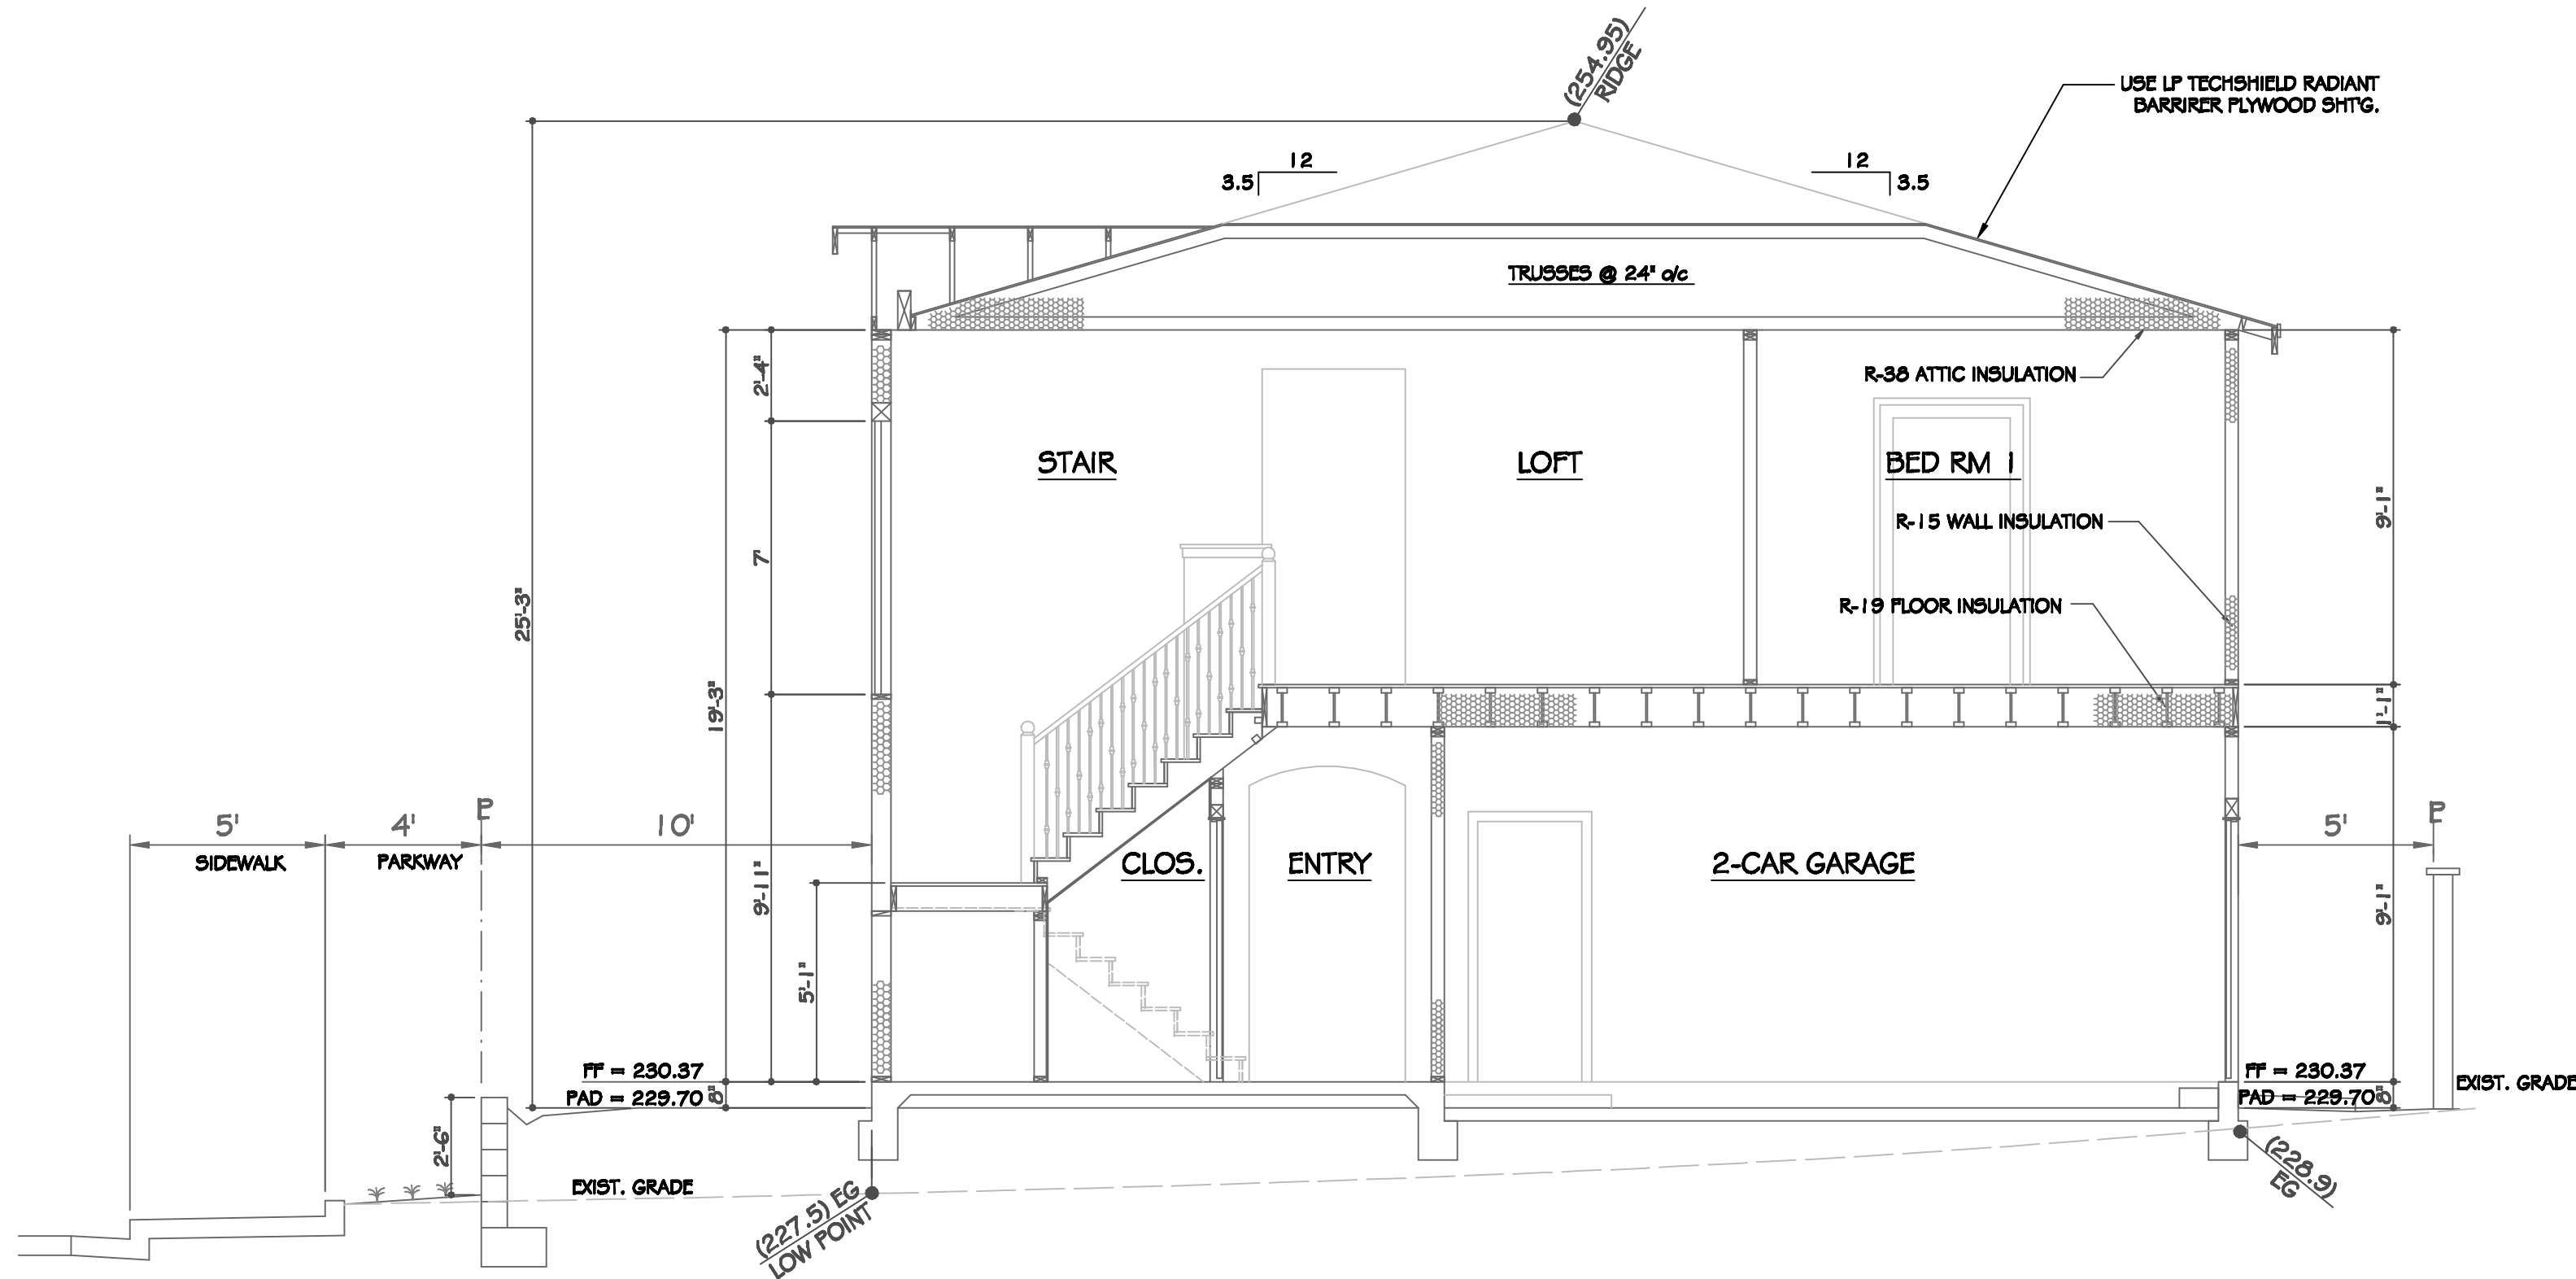 (254.95)
RIDGE
USE LP TECHSHIELD RADIANT
BARRIRER PLYWOOD SHT'G.
12
3.5
12
3.5
TRUSSES @ 24" o/c
2'-4"
R-38 ATTIC INSULATION
STAIR
LOFT
BED RM 1
9'-1"
R-15 WALL INSULATION
7'
R-19 FLOOR INSULATION
25'-3"
19'-3"
1'-1"
5'
SIDEWALK
4'
PARKWAY
P
10'
9'-11"
CLOS.
ENTRY
2-CAR GARAGE
5'
P
9'-1"
5'-1"
FF = 230.37
PAD = 229.70
8"
FF = 230.37
PAD = 229.70
8"
EXIST. GRADE
2'-6"
EXIST. GRADE
(227.5) EG
LOW POINT
(228.9)
EG